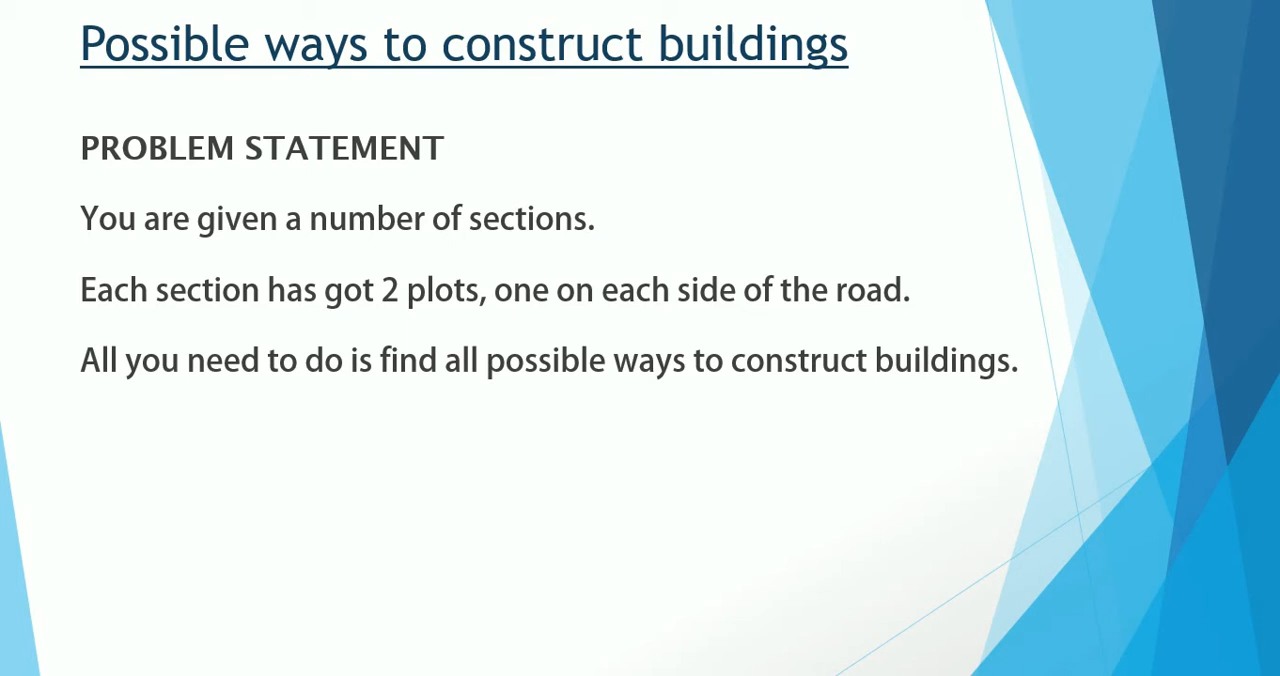 Possible ways to construct buildings
PROBLEM STATEMENT
You are given a number of sections.
Each section has got 2 plots, one on each side of the road.
All you need to do is find all possible ways to construct buildings.